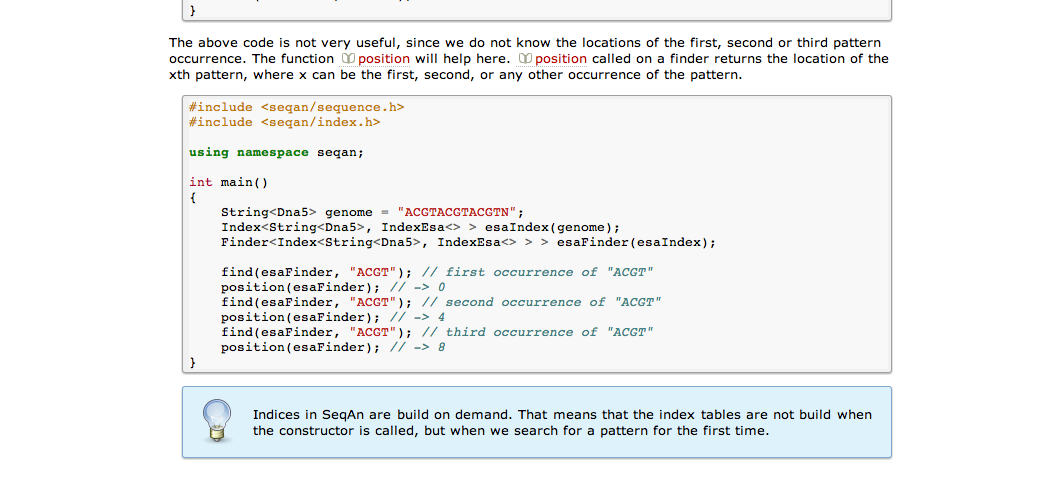 }
The above code is not very useful, since we do not know the locations of the first, second or third pattern
occurrence. The function position will help here. position called on a finder returns the location of the
xth pattern, where x can be the first, second, or any other occurrence of the pattern.
#include <seqan/sequence.h>
#include <seqan/index.h>
using namespace seqan;
int main()
{
String<Dna5> genome = "ACGTACGTACGTN";
Index<String<Dna5>, IndexEsa<> > esaIndex(genome);
Finder<Index<String<Dna5>, IndexEsa<> > > esaFinder(esaIndex);
find(esaFinder, "ACGT"); // first occurrence of "ACGT"
position(esaFinder); // -> 0
find(esaFinder, "ACGT"); // second occurrence of "ACGT"
position(esaFinder); // -> 4
find(esaFinder, "ACGT"); // third occurrence of "ACGT"
position(esaFinder); // -> 8
}
Indices in SeqAn are build on demand. That means that the index tables are not build when
the constructor is called, but when we search for a pattern for the first time.